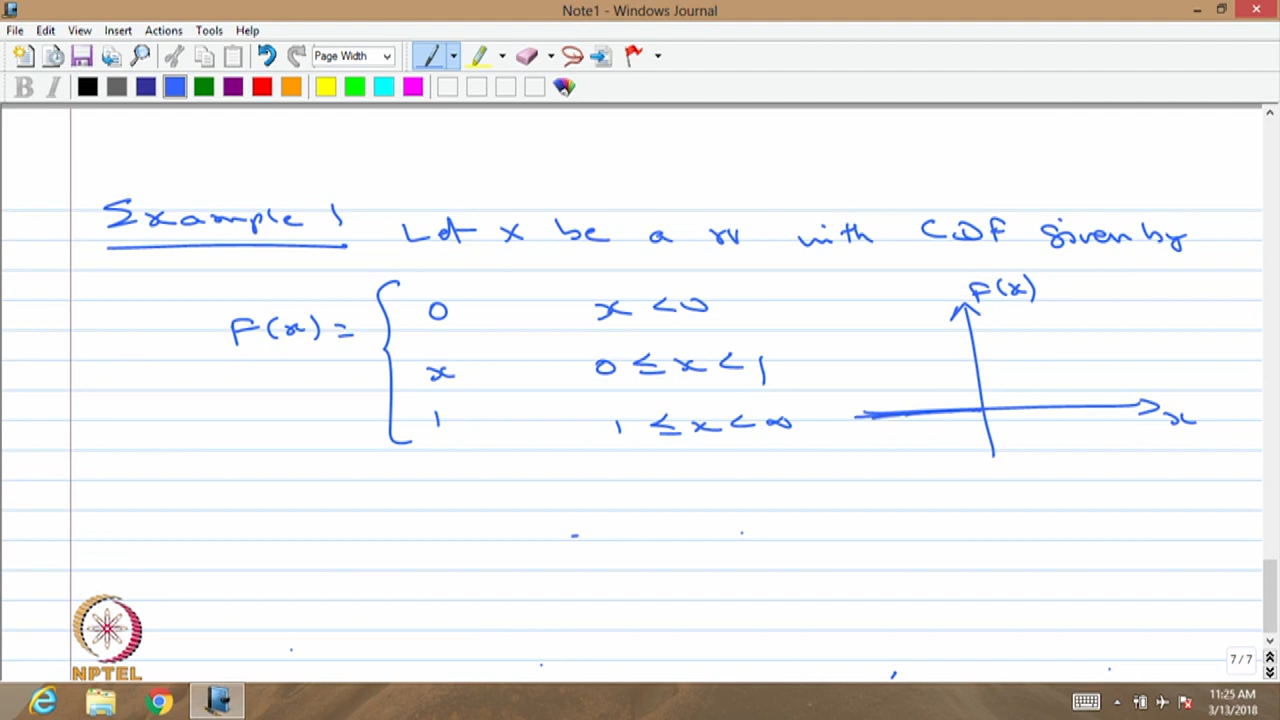 Note1 - Windows Journal
File Edit View Insert Actions Tools Help
Page Width
B I
Example 1 Let X be a rv with CDF given by
F(x)
0 x < 0
F(x) =
x 0 ≤ x < 1
1 1 ≤ x < ∞
x
NPTEL
7 / 7
11:25 AM
3/13/2018